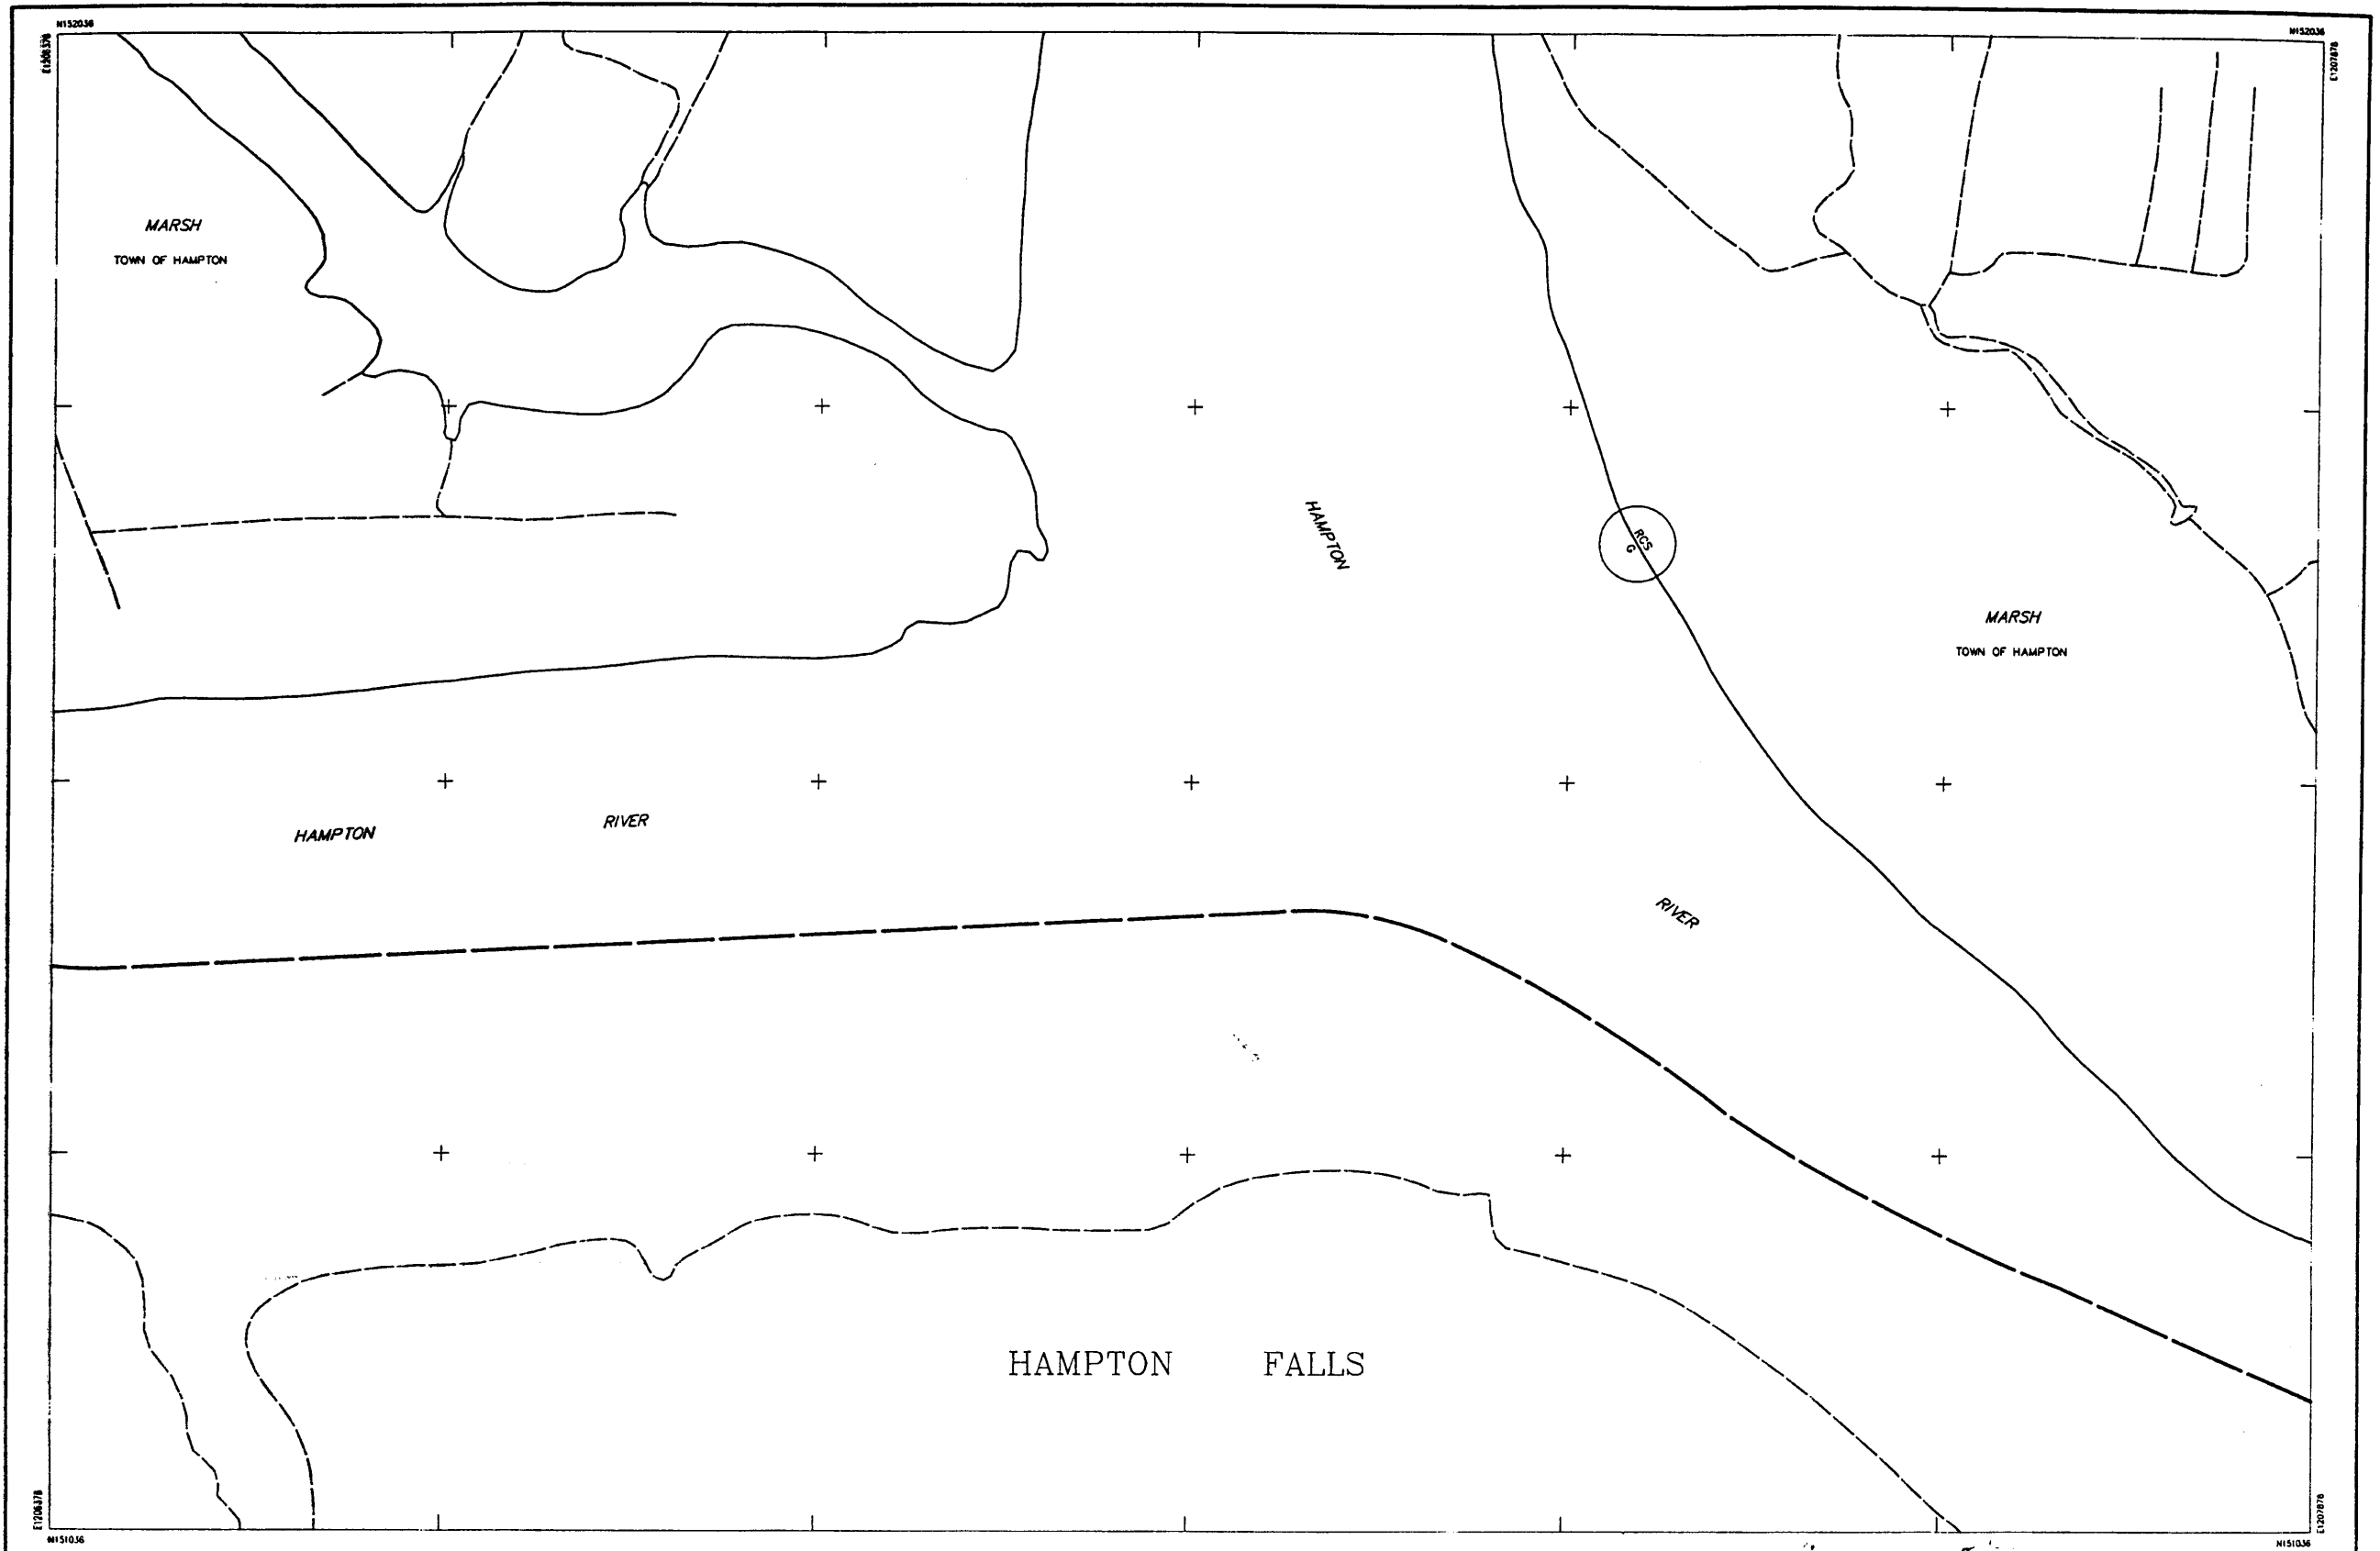 N152036
N152036
E1206378
E1207878
MARSH
TOWN OF HAMPTON
HAMPTON
RCS
G
MARSH
TOWN OF HAMPTON
HAMPTON RIVER
RIVER
HAMPTON FALLS
E1206378
E1207878
N151036
N151036